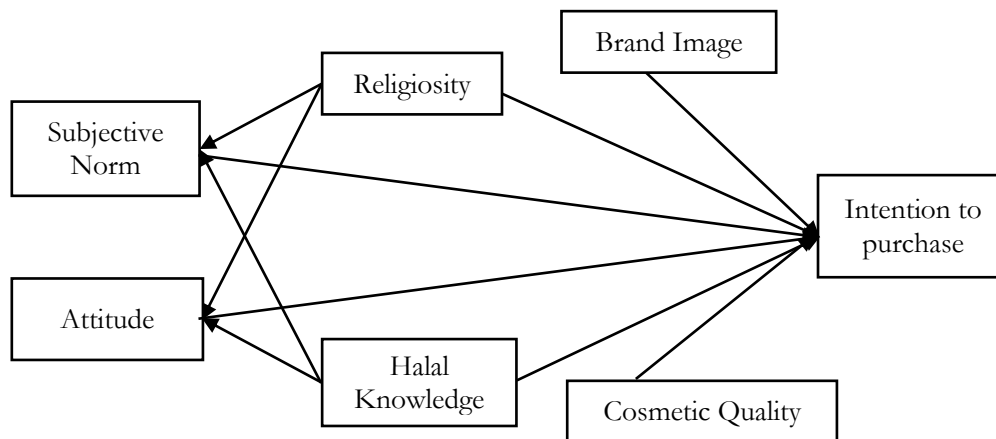 Brand Image
Religiosity
Subjective
Norm
Intention to
purchase
Attitude
Halal
Knowledge
Cosmetic Quality